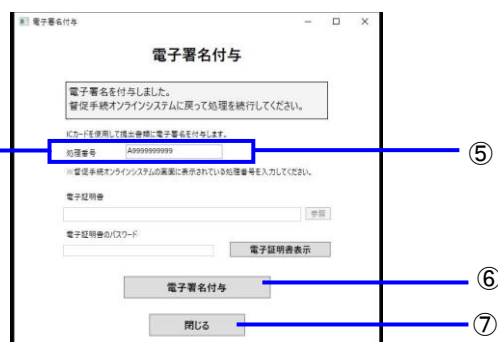 電子署名付与
電子署名付与
電子署名を付与しました。
督促手続オンラインシステムに戻って処理を続行してください。
ICカードを使用して提出書類に電子署名を付与します。
処理番号 A9999999999 ⑤
※督促手続オンラインシステムの画面に表示されている処理番号を入力してください。
電子証明書
参照
電子証明書のパスワード
電子証明書表示
電子署名付与 ⑥
閉じる ⑦